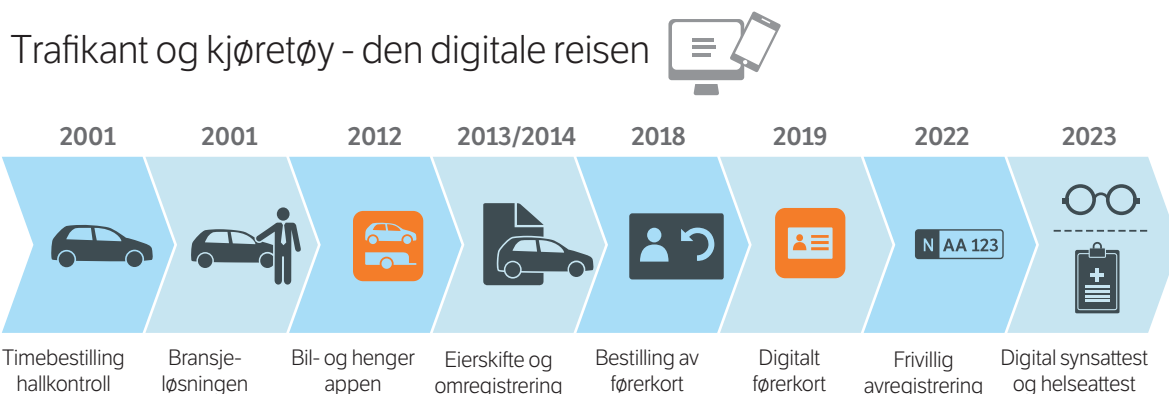 Trafikant og kjøretøy - den digitale reisen
2001
2001
2012
2013/2014
2018
2019
2022
2023
N AA 123
Timebestilling
hallkontroll
Bransje-
løsningen
Bil- og henger
appen
Eierskifte og
omregistrering
Bestilling av
førerkort
Digitalt
førerkort
Frivillig
avregistrering
Digital synsattest
og helseattest